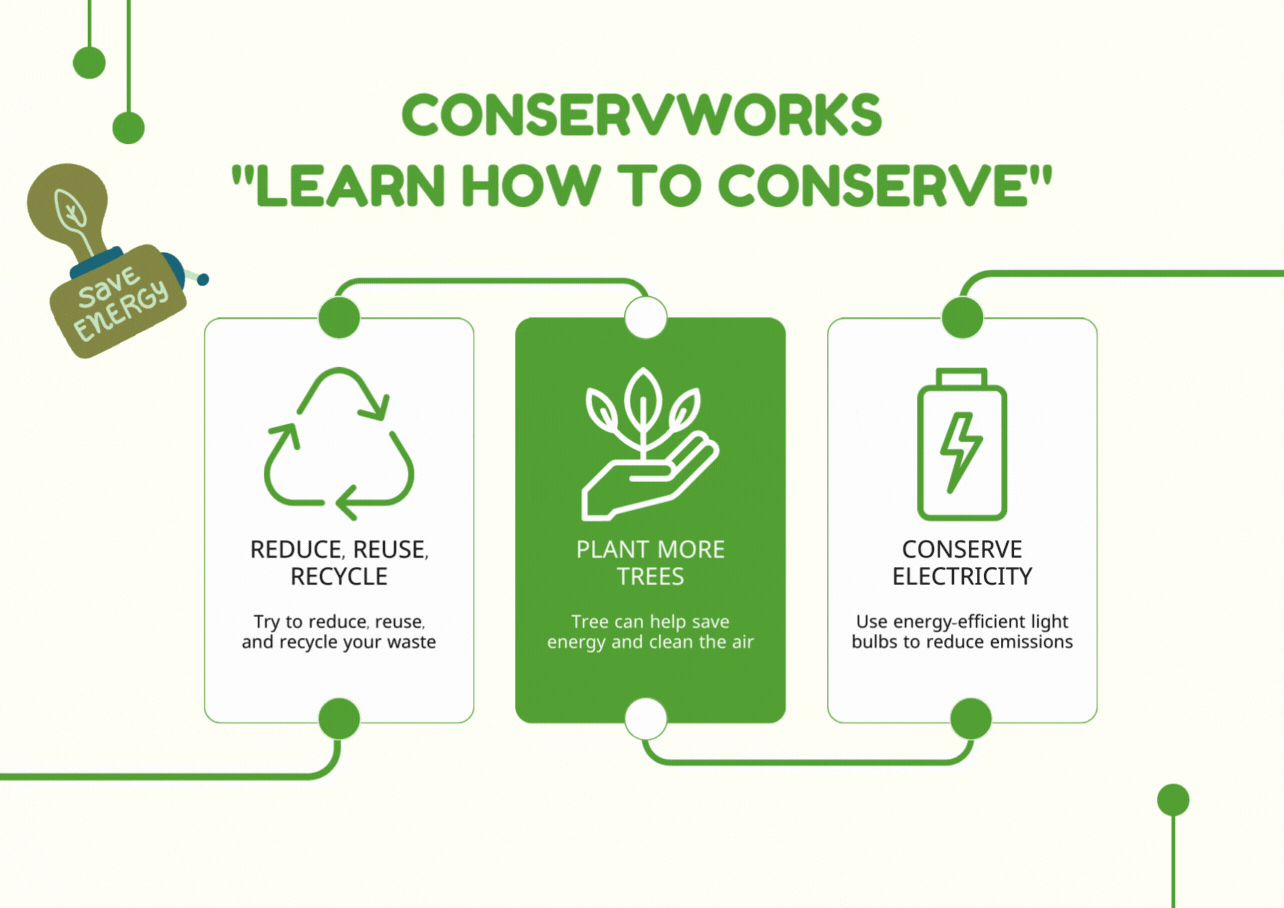 CONSERVWORKS
"LEARN HOW TO CONSERVE"
save
ENERGY
REDUCE, REUSE,
RECYCLE
Try to reduce, reuse,
and recycle your waste
PLANT MORE
TREES
Tree can help save
energy and clean the air
CONSERVE
ELECTRICITY
Use energy-efficient light
bulbs to reduce emissions